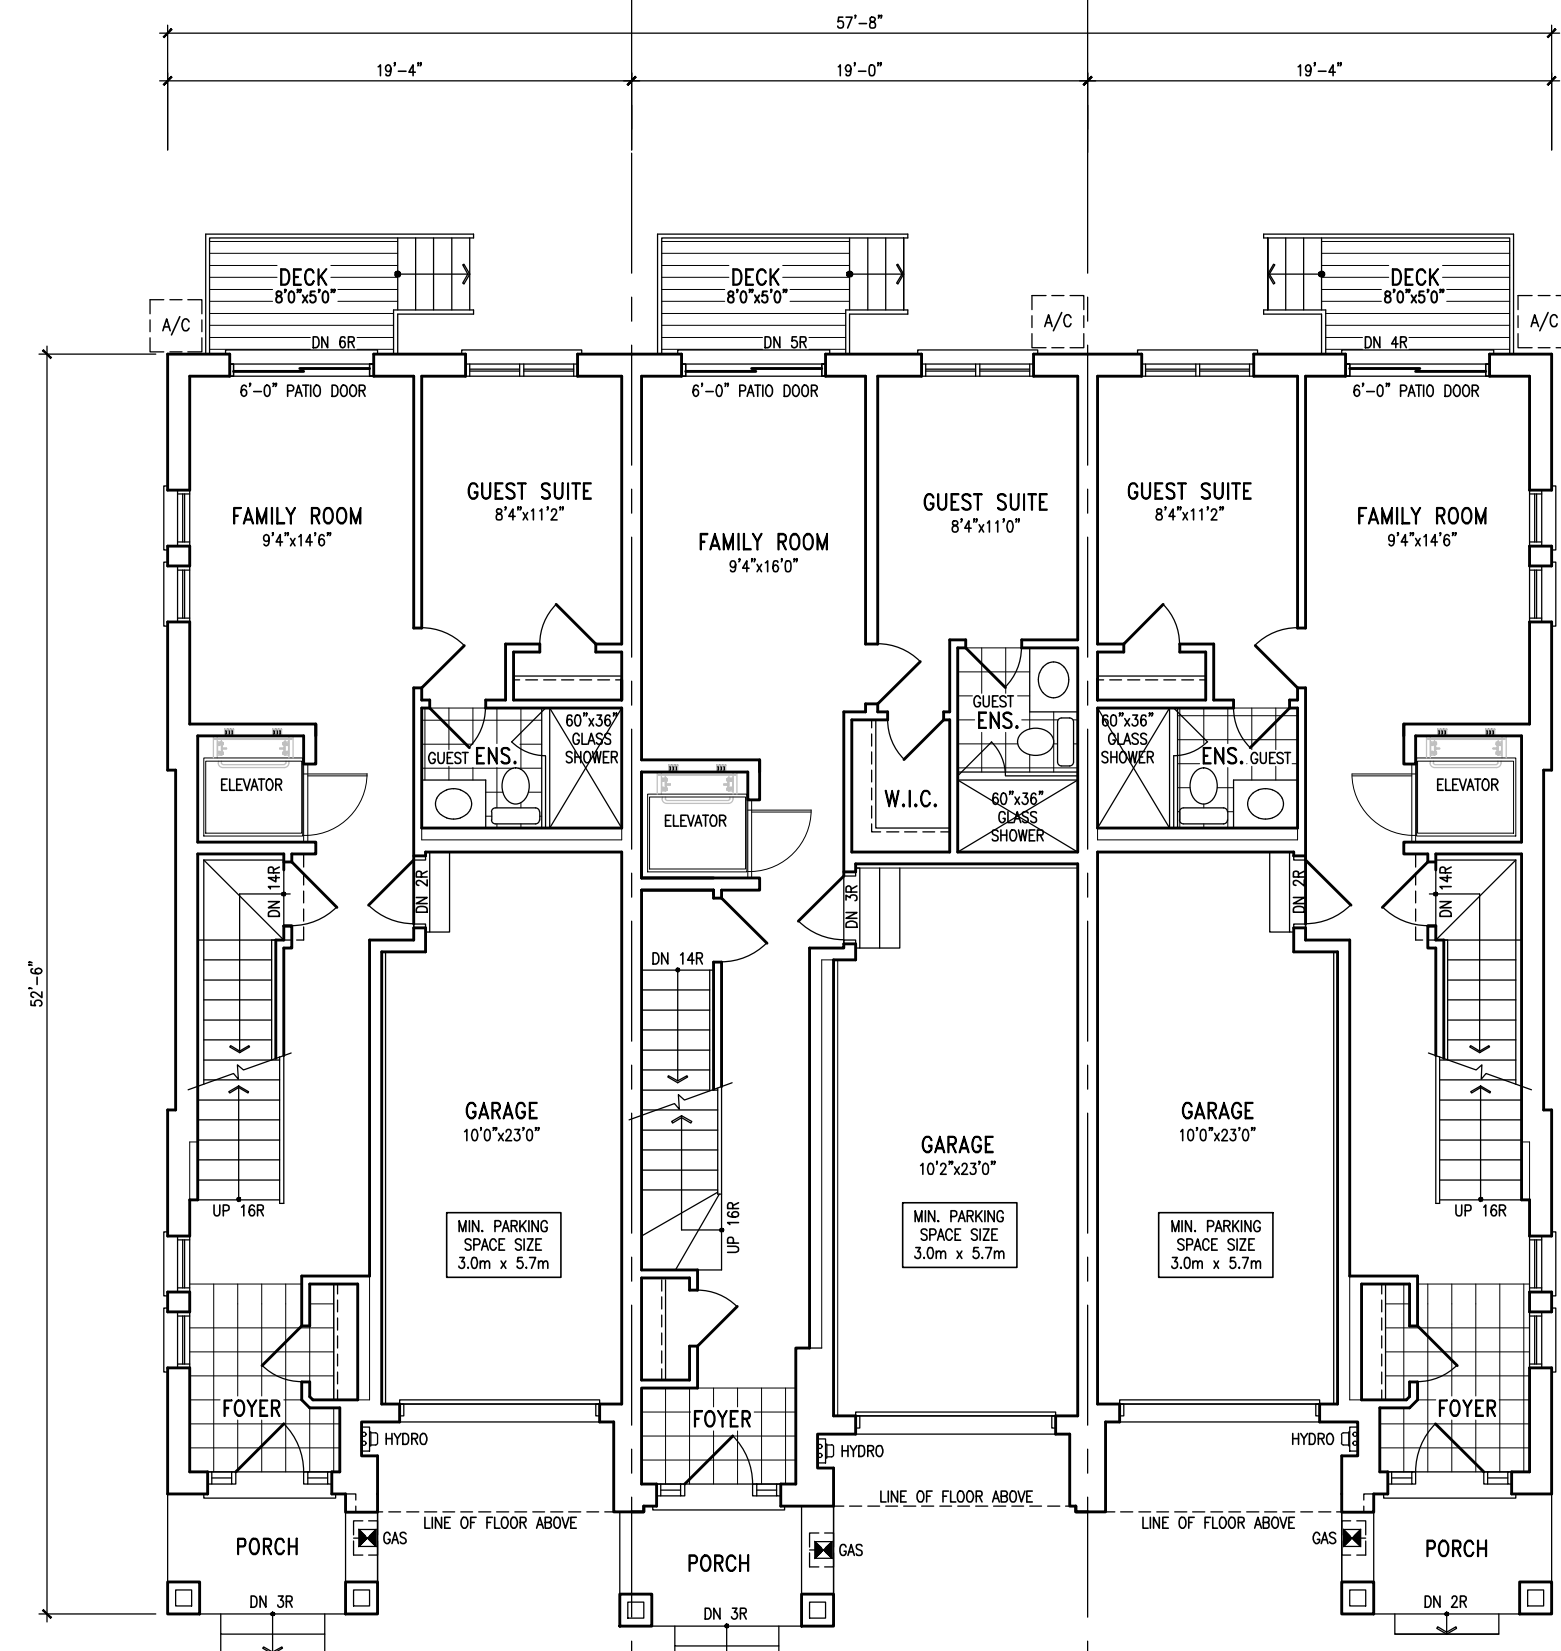 57'-8"
19'-4"
19'-0"
19'-4"
DECK
8'0"x5'0"
DECK
8'0"x5'0"
DECK
8'0"x5'0"
A/C
A/C
A/C
DN 6R
DN 5R
DN 4R
6'-0" PATIO DOOR
6'-0" PATIO DOOR
6'-0" PATIO DOOR
FAMILY ROOM
9'4"x14'6"
GUEST SUITE
8'4"x11'2"
FAMILY ROOM
9'4"x16'0"
GUEST SUITE
8'4"x11'0"
GUEST SUITE
8'4"x11'2"
FAMILY ROOM
9'4"x14'6"
GUEST ENS.
60"x36"
GLASS
SHOWER
GUEST
ENS.
60"x36"
GLASS
SHOWER
ENS. GUEST
ELEVATOR
ELEVATOR
W.I.C.
60"x36"
GLASS
SHOWER
ELEVATOR
DN 14R
DN 2R
DN 14R
DN 3R
DN 2R
DN 14R
52'-6"
GARAGE
10'0"x23'0"
GARAGE
10'2"x23'0"
GARAGE
10'0"x23'0"
UP 16R
UP 16R
UP 16R
MIN. PARKING
SPACE SIZE
3.0m x 5.7m
MIN. PARKING
SPACE SIZE
3.0m x 5.7m
MIN. PARKING
SPACE SIZE
3.0m x 5.7m
FOYER
FOYER
FOYER
HYDRO
HYDRO
HYDRO
LINE OF FLOOR ABOVE
LINE OF FLOOR ABOVE
LINE OF FLOOR ABOVE
GAS
GAS
GAS
PORCH
PORCH
PORCH
DN 3R
DN 3R
DN 2R